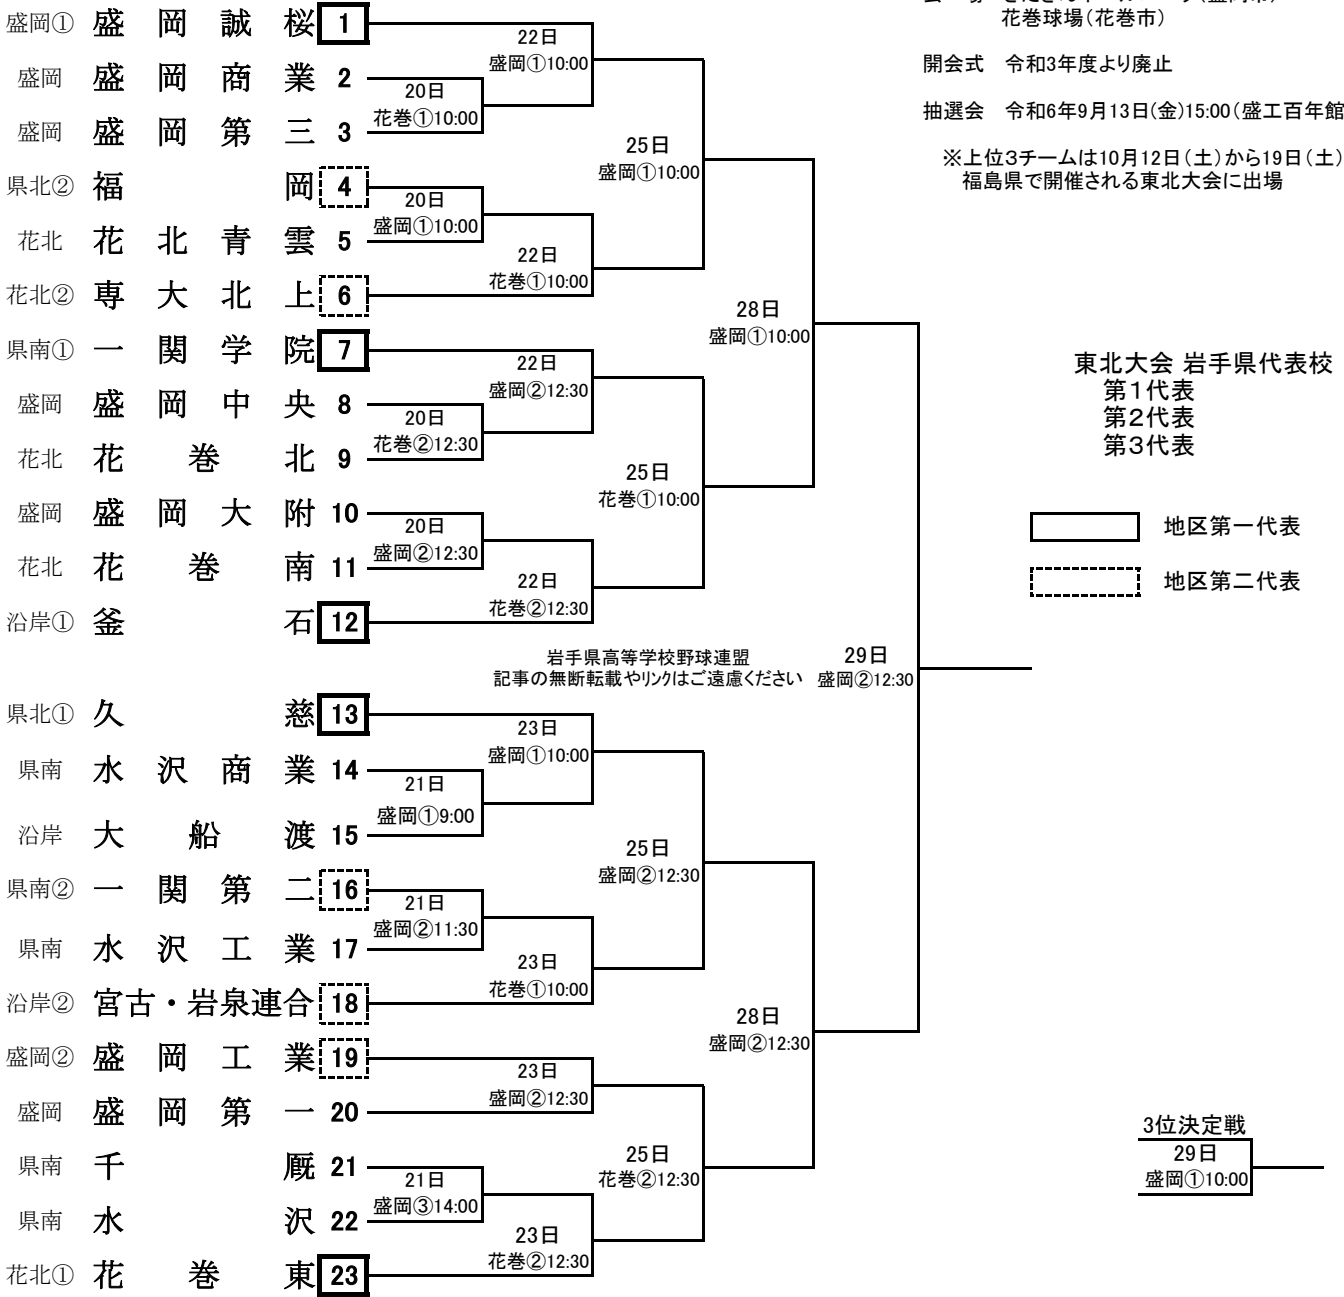 花巻球場(花巻市)
開会式 令和3年度より廃止
抽選会 令和6年9月13日(金)15:00(盛工百年館
※上位3チームは10月12日(土)から19日(土)
福島県で開催される東北大会に出場
盛岡① 盛岡誠桜 1
盛岡 盛岡商業 2
盛岡 盛岡第三 3
県北② 福岡 4
花北 花北青雲 5
花北② 専大北上 6
県南① 一関学院 7
盛岡 盛岡中央 8
花北 花巻北 9
盛岡 盛岡大附 10
花北 花巻南 11
沿岸① 釜石 12
県北① 久慈 13
県南 水沢商業 14
沿岸 大船渡 15
県南② 一関第二 16
県南 水沢工業 17
沿岸② 宮古・岩泉連合 18
盛岡② 盛岡工業 19
盛岡 盛岡第一 20
県南 千厩 21
県南 水沢 22
花北① 花巻東 23
20日
花巻①10:00
20日
盛岡①10:00
20日
花巻②12:30
20日
盛岡②12:30
21日
盛岡①9:00
21日
盛岡②11:30
21日
盛岡③14:00
22日
盛岡①10:00
22日
花巻①10:00
22日
盛岡②12:30
22日
花巻②12:30
23日
盛岡①10:00
23日
花巻①10:00
23日
盛岡②12:30
23日
花巻②12:30
25日
盛岡①10:00
25日
花巻①10:00
25日
盛岡②12:30
25日
花巻②12:30
28日
盛岡①10:00
28日
盛岡②12:30
29日
盛岡②12:30
岩手県高等学校野球連盟
記事の無断転載やリンクはご遠慮ください
東北大会 岩手県代表校
第1代表
第2代表
第3代表
地区第一代表
地区第二代表
3位決定戦
29日
盛岡①10:00